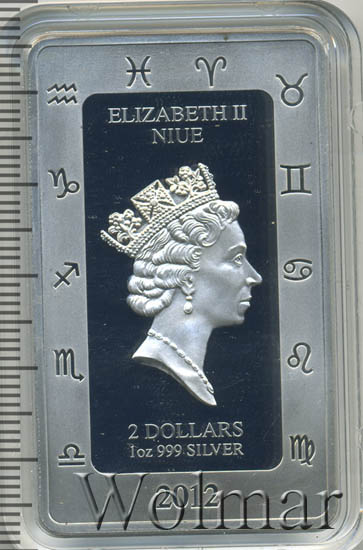 ♓ ♈
♒ ♉
ELIZABETH II
NIUE
♑ ♊
♐ ♋
♏ ♌
2 DOLLARS
1oz 999 SILVER
♎ ♍
2012
Wolmar